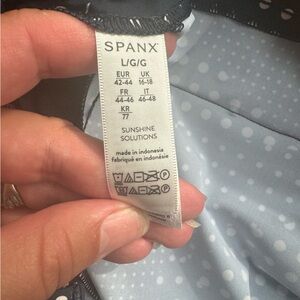 SPANX
L/G/G
EUR UK
42-44 16-18
FR IT
44-46 46-48
KR
77
SUNSHINE
SOLUTIONS
made in indonesia
fabriqué en indonésie